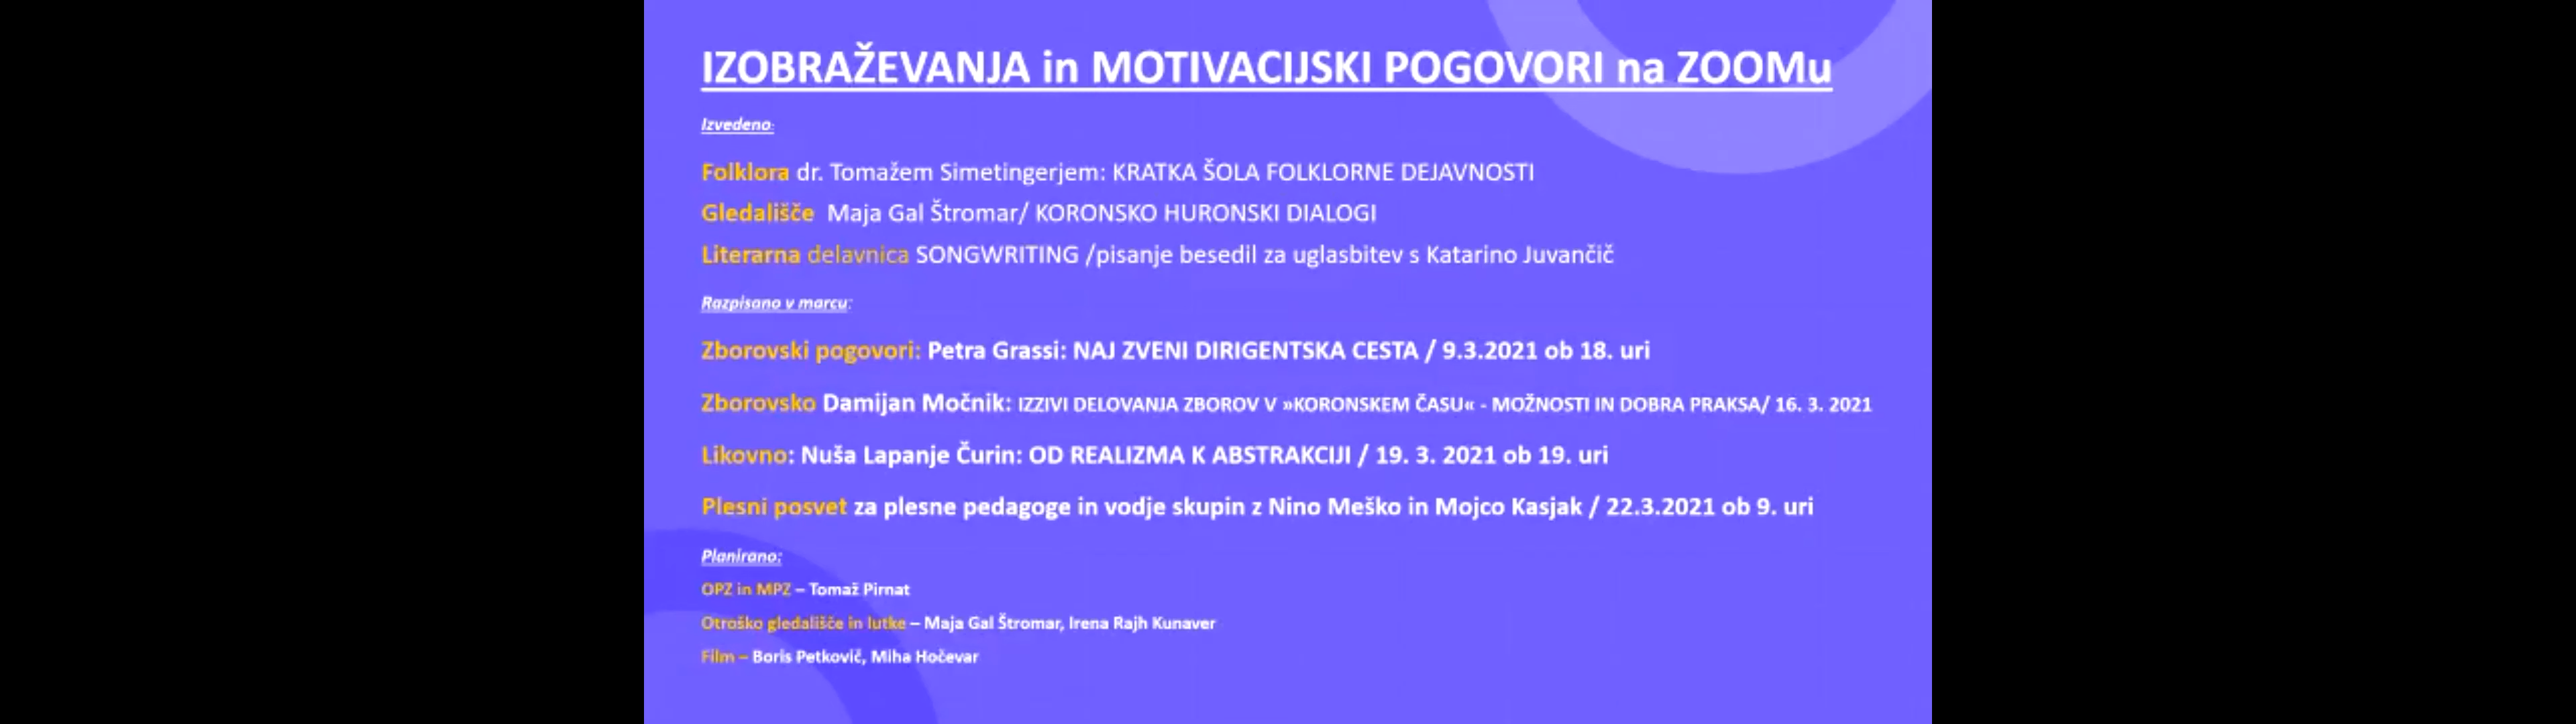 IZOBRAŽEVANJA in MOTIVACIJSKI POGOVORI na ZOOMu
Izvedeno:
Folklora dr. Tomažem Simetingerjem: KRATKA ŠOLA FOLKLORNE DEJAVNOSTI
Gledališče Maja Gal Štromar/ KORONSKO HURONSKI DIALOGI
Literarna delavnica SONGWRITING /pisanje besedil za uglasbitev s Katarino Juvančič
Razpisano v marcu:
Zborovski pogovori: Petra Grassi: NAJ ZVENI DIRIGENTSKA CESTA / 9.3.2021 ob 18. uri
Zborovsko Damijan Močnik: IZZIVI DELOVANJA ZBOROV V »KORONSKEM ČASU« - MOŽNOSTI IN DOBRA PRAKSA/ 16. 3. 2021
Likovno: Nuša Lapanje Čurin: OD REALIZMA K ABSTRAKCIJI / 19. 3. 2021 ob 19. uri
Plesni posvet za plesne pedagoge in vodje skupin z Nino Meško in Mojco Kasjak / 22.3.2021 ob 9. uri
Planirano:
OPZ in MPZ – Tomaž Pirnat
Otroško gledališče in lutke – Maja Gal Štromar, Irena Rajh Kunaver
Film – Boris Petkovič, Miha Hočevar